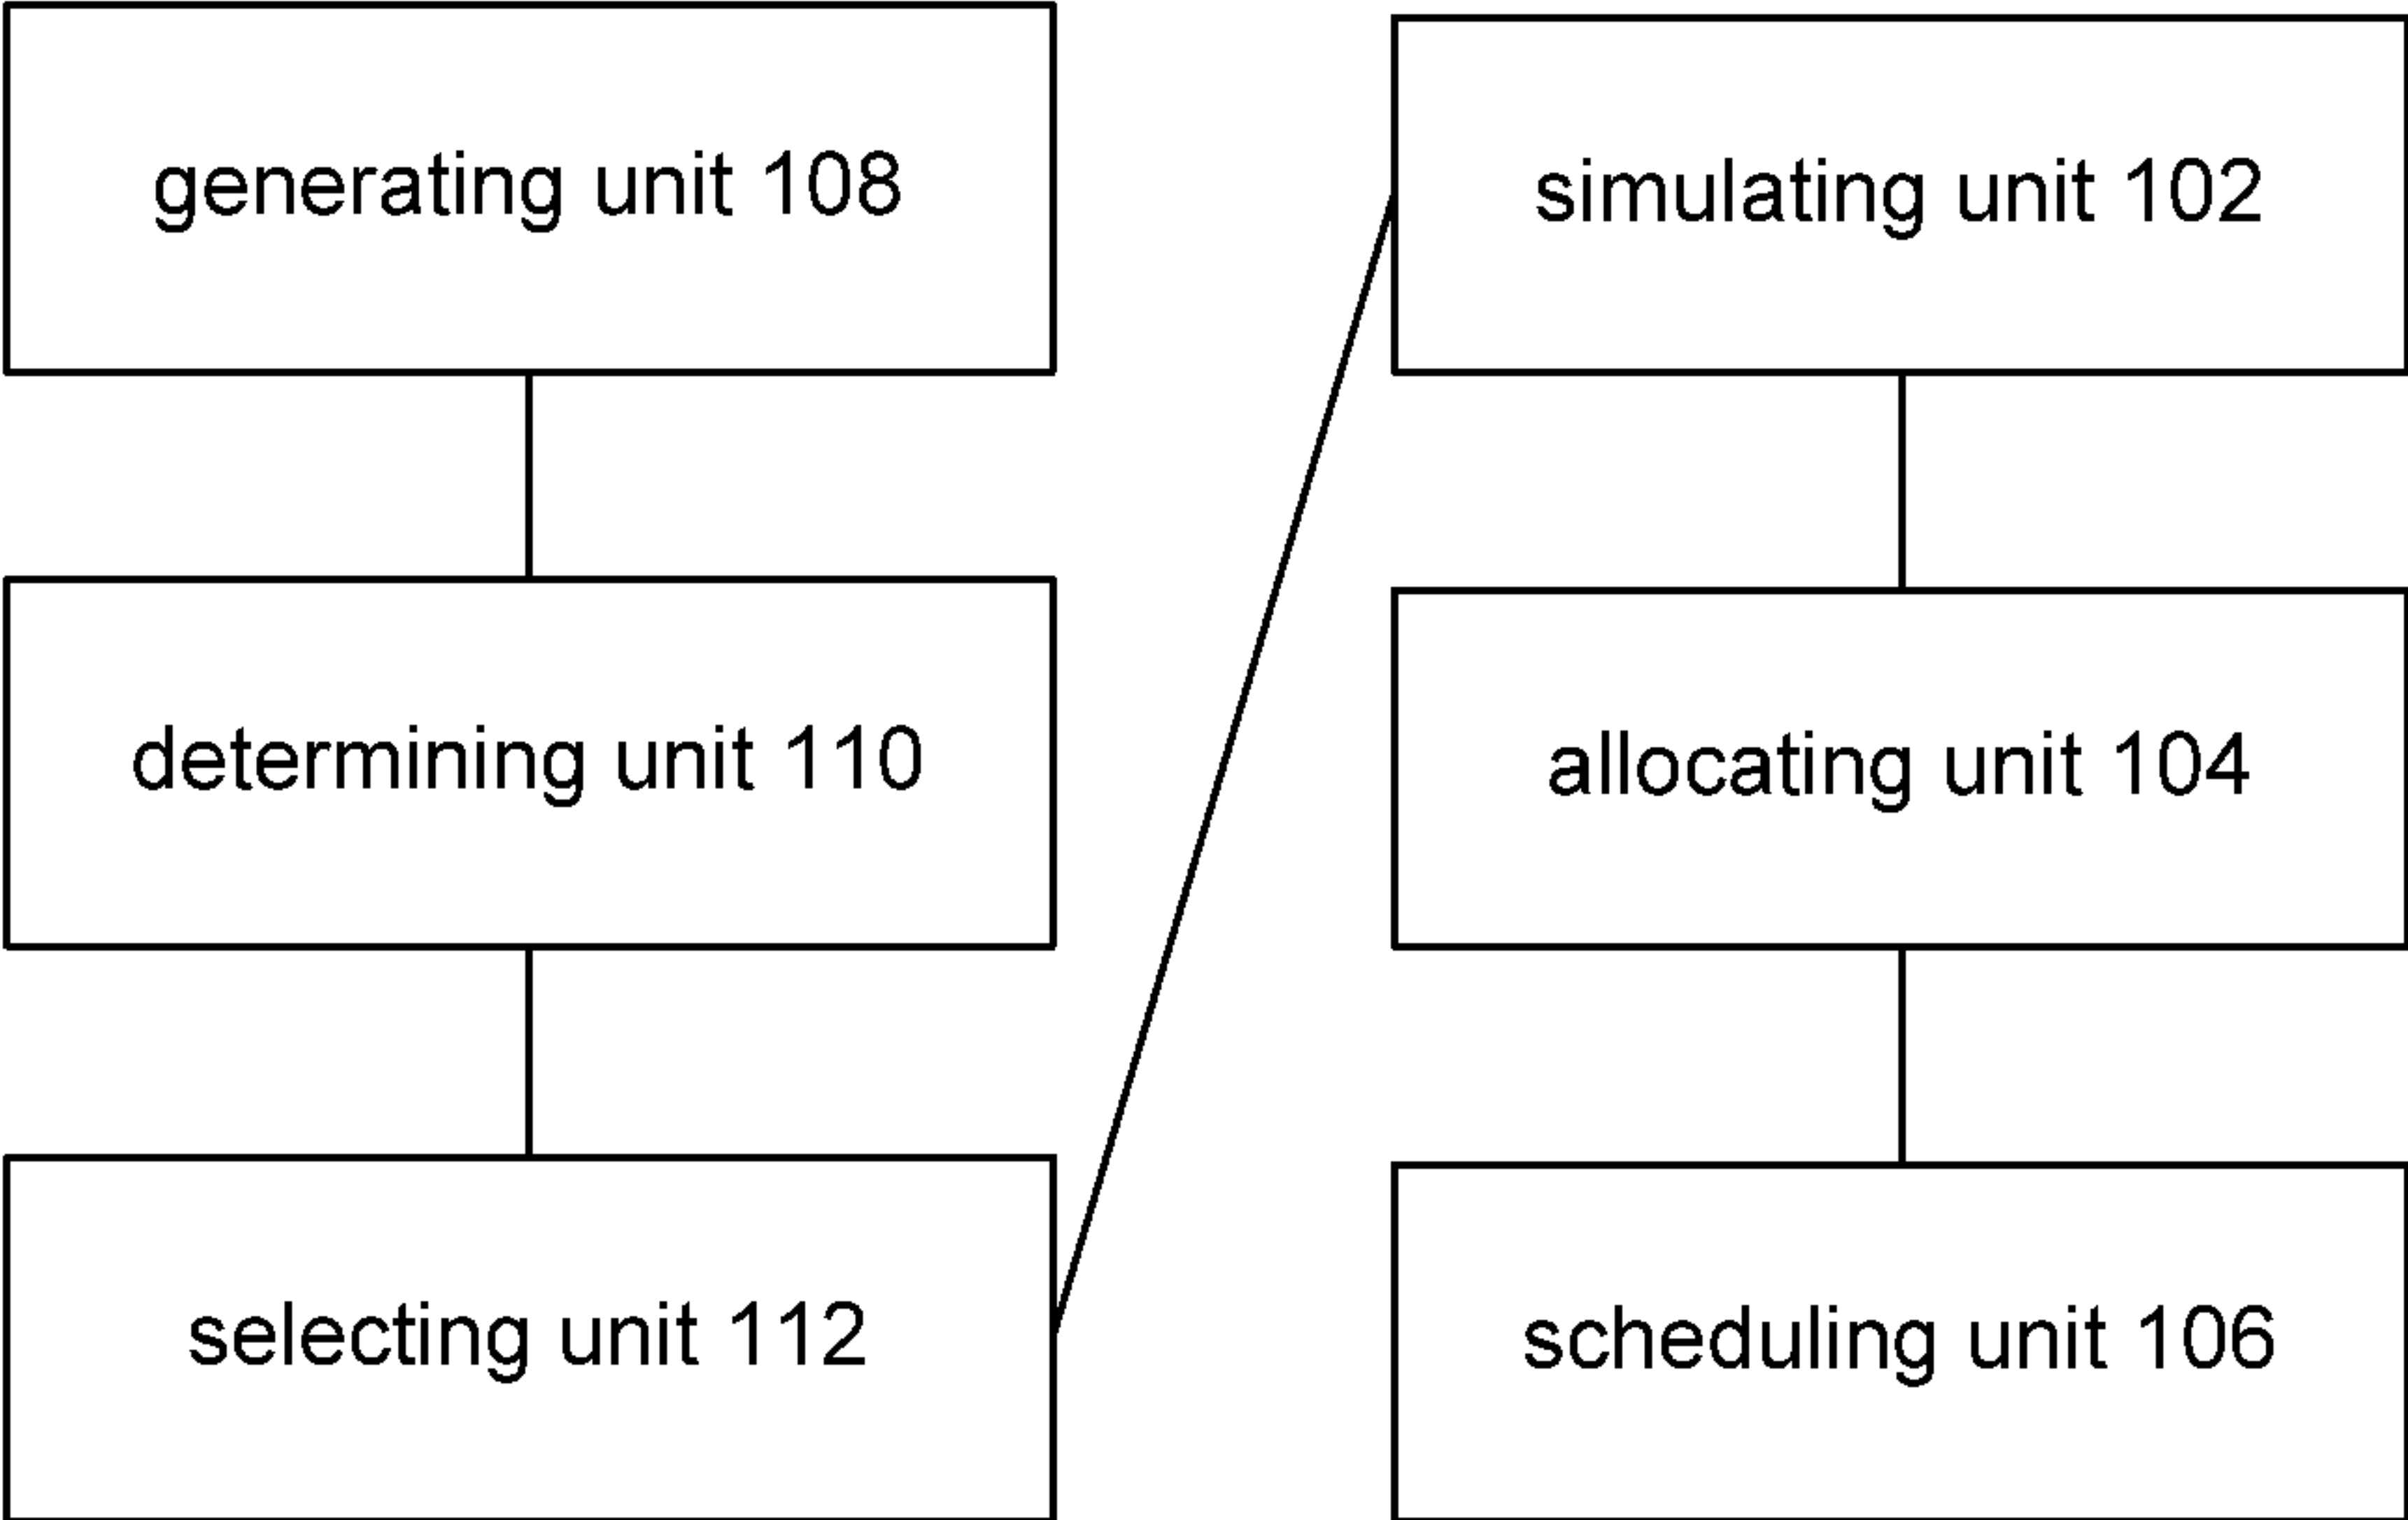 generating unit 108
determining unit 110
selecting unit 112
simulating unit 102
allocating unit 104
scheduling unit 106